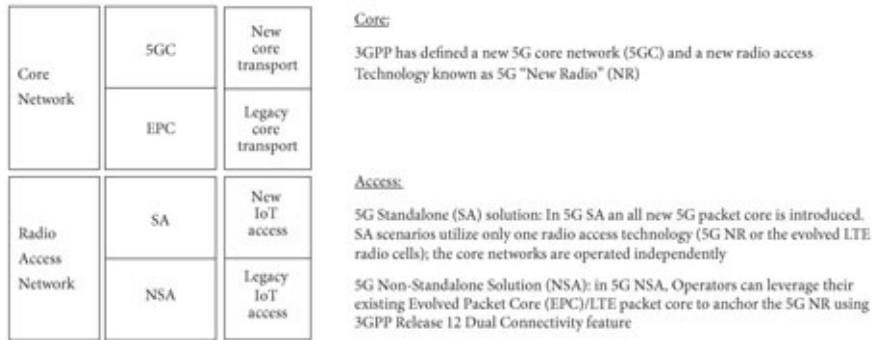 Core
Network
5GC
New
core
transport
EPC
Legacy
core
transport
Radio
Access
Network
SA
New
IoT
access
NSA
Legacy
IoT
access
Core:
3GPP has defined a new 5G core network (5GC) and a new radio access
Technology known as 5G "New Radio" (NR)
Access:
5G Standalone (SA) solution: In 5G SA an all new 5G packet core is introduced.
SA scenarios utilize only one radio access technology (5G NR or the evolved LTE
radio cells); the core networks are operated independently
5G Non-Standalone Solution (NSA): in 5G NSA, Operators can leverage their
existing Evolved Packet Core (EPC)/LTE packet core to anchor the 5G NR using
3GPP Release 12 Dual Connectivity feature